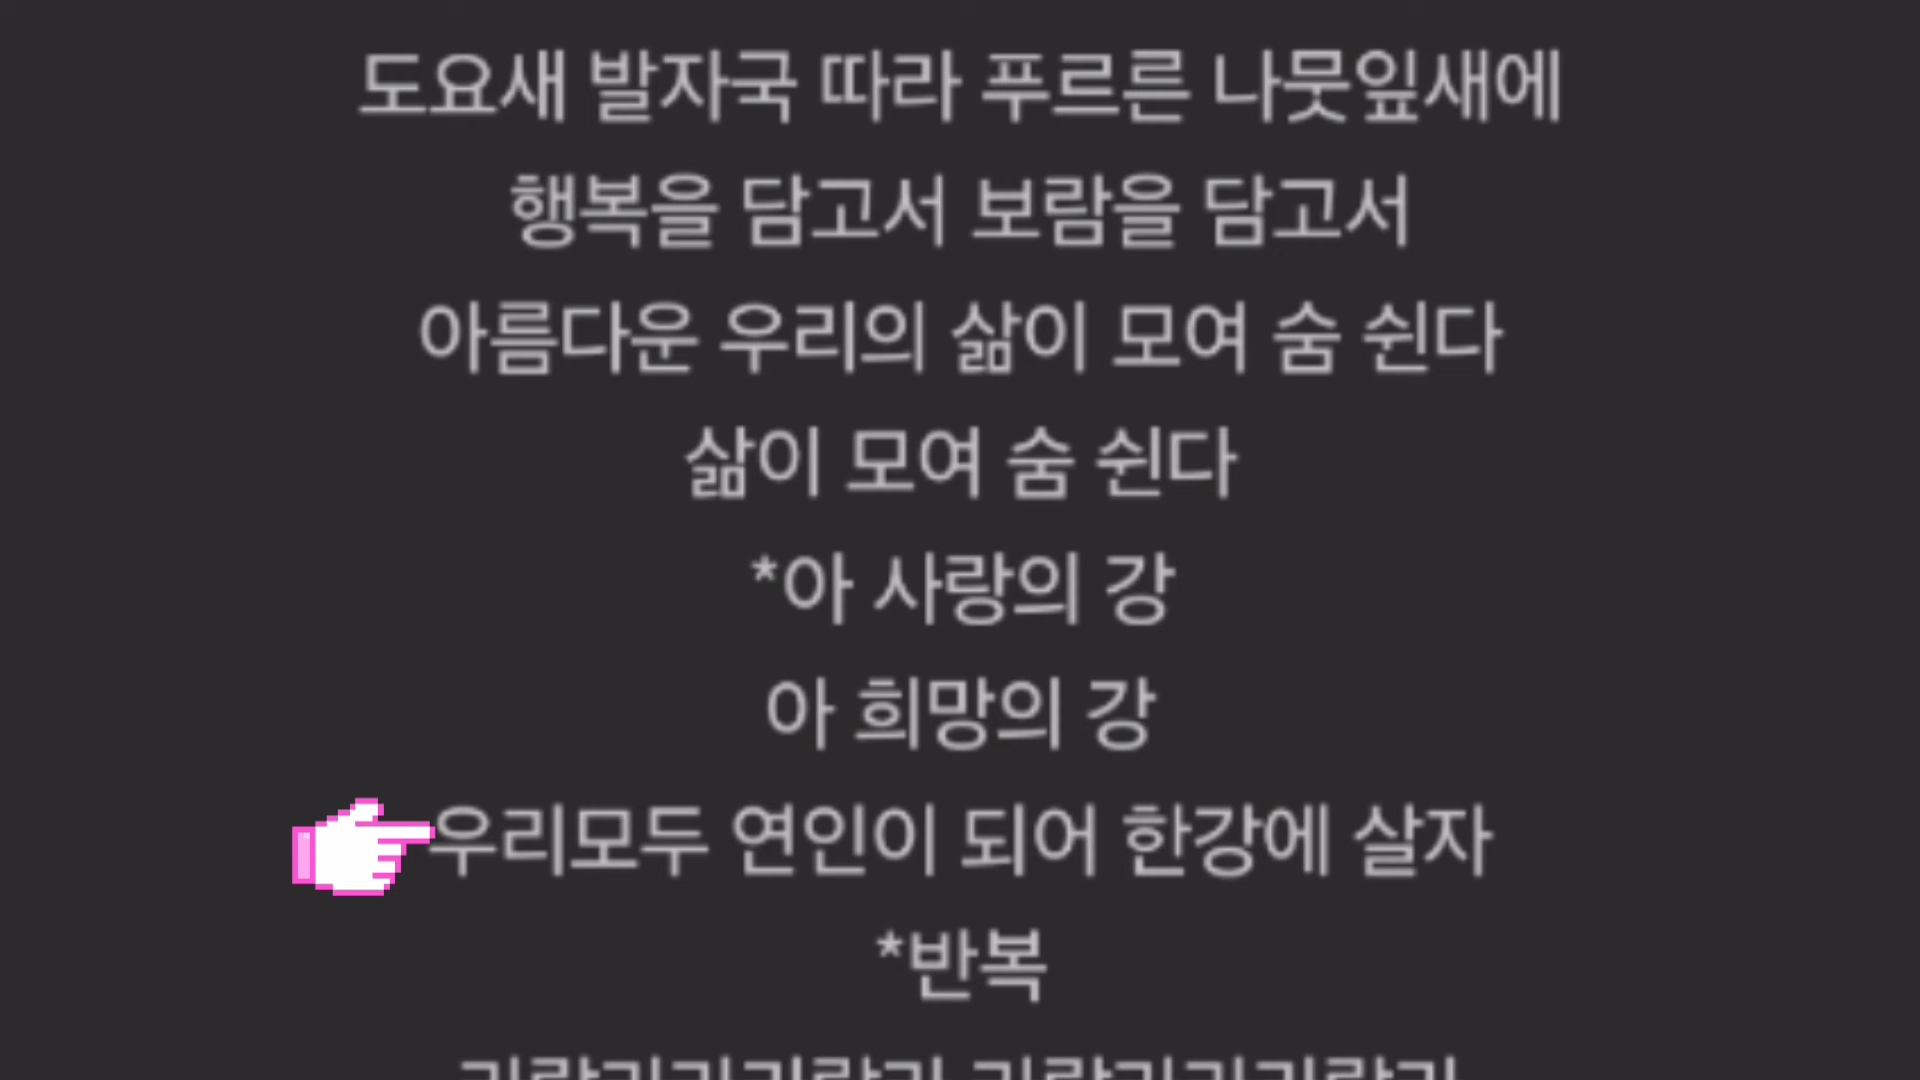 도요새 발자국 따라 푸르른 나뭇잎새에
행복을 담고서 보람을 담고서
아름다운 우리의 삶이 모여 숨 쉰다
삶이 모여 숨 쉰다
*아 사랑의 강
아 희망의 강
우리모두 연인이 되어 한강에 살자
*반복